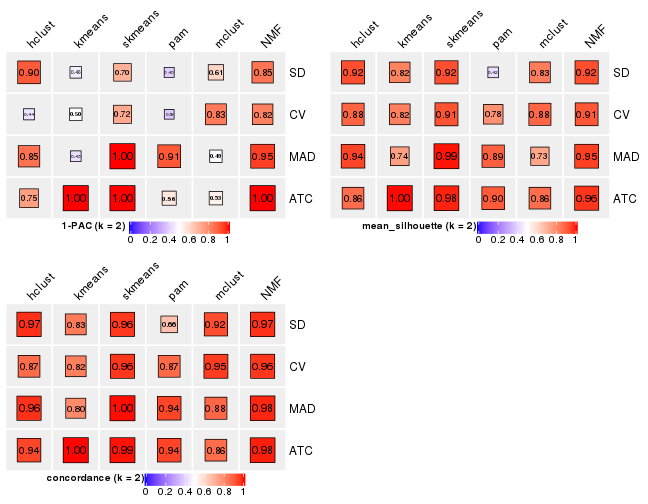 hclust kmeans skmeans pam mclust NMF
0.90 0.70 0.61 0.85 SD
0.50 0.72 0.83 0.82 CV
0.85 1.00 0.91 0.49 0.95 MAD
0.75 1.00 1.00 0.56 0.53 1.00 ATC
1-PAC (k = 2)
0 0.2 0.4 0.6 0.8 1
hclust kmeans skmeans pam mclust NMF
0.92 0.82 0.92 0.83 0.92 SD
0.88 0.82 0.91 0.78 0.88 0.91 CV
0.94 0.74 0.99 0.89 0.73 0.95 MAD
0.86 1.00 0.98 0.90 0.86 0.96 ATC
mean_silhouette (k = 2)
0 0.2 0.4 0.6 0.8 1
hclust kmeans skmeans pam mclust NMF
0.97 0.83 0.96 0.66 0.92 0.97 SD
0.87 0.82 0.96 0.87 0.95 0.96 CV
0.96 0.80 1.00 0.94 0.88 0.98 MAD
0.94 1.00 0.99 0.94 0.86 0.98 ATC
concordance (k = 2)
0 0.2 0.4 0.6 0.8 1